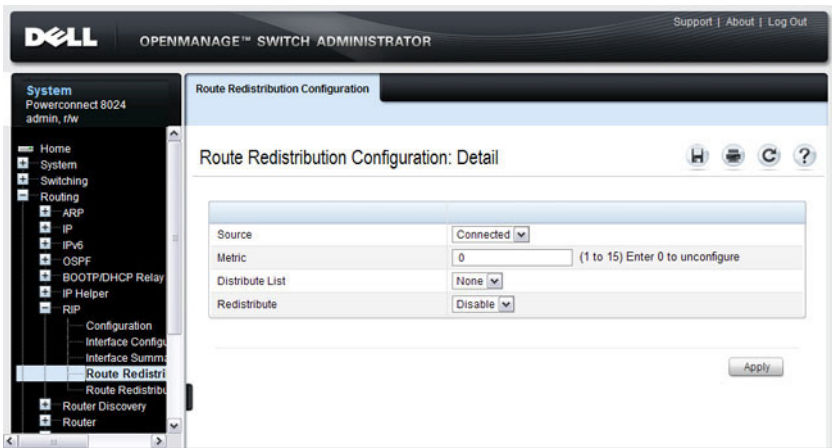 Support | About | Log Out
DELL OPENMANAGE™ SWITCH ADMINISTRATOR
System
Powerconnect 8024
admin, r/w
Home
System
Switching
Routing
ARP
IP
IPv6
OSPF
BOOTP/DHCP Relay
IP Helper
RIP
Configuration
Interface Configu
Interface Summa
Route Redistri
Route Redistribu
Router Discovery
Router
Route Redistribution Configuration
Route Redistribution Configuration: Detail
Source Connected
Metric 0 (1 to 15) Enter 0 to unconfigure
Distribute List None
Redistribute Disable
Apply